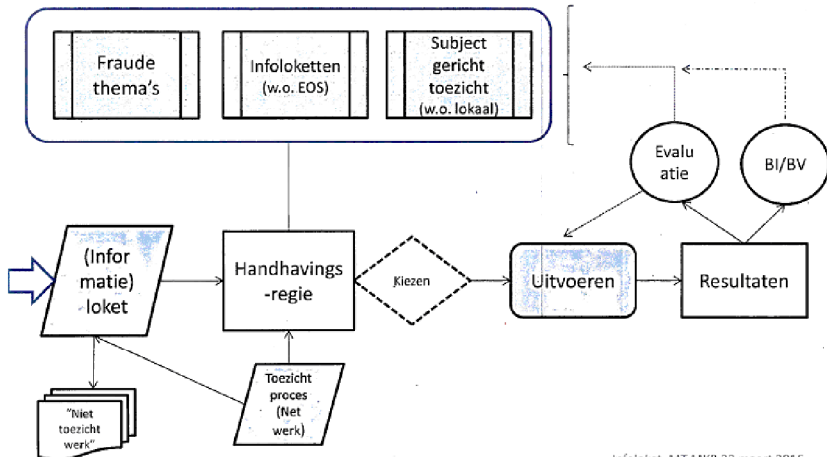 Fraude
thema's
Infoloketten
(w.o. EOS)
Subject
gericht
toezicht
(w.o. lokaal)
Evalu
atie
BI/BV
(Infor
matie)
loket
Handhavings
-regie
Kiezen
Uitvoeren
Resultaten
Toezicht
proces
(Net
werk)
"Niet
toezicht
werk"